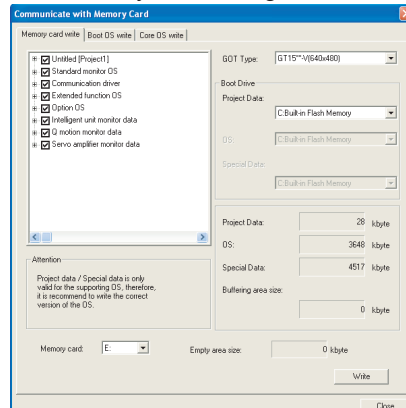 Communicate with Memory Card
Memory card write
Boot OS write
Core OS write
Untitled [Project1]
Standard monitor OS
Communication driver
Extended function OS
Option OS
Intelligent unit monitor data
Q motion monitor data
Servo amplifier monitor data
Attention
Project data / Special data is only
valid for the supporting OS, therefore,
it is recommend to write the correct
version of the OS.
GOT Type: GT15**-V(640x480)
Boot Drive
Project Data:
C:Built-in Flash Memory
OS: C:Built-in Flash Memory
Special Data:
C:Built-in Flash Memory
Project Data: 28 kbyte
OS: 3648 kbyte
Special Data: 4517 kbyte
Buffering area size:
0 kbyte
Memory card: E: Empty area size: 0 kbyte
Write
Close